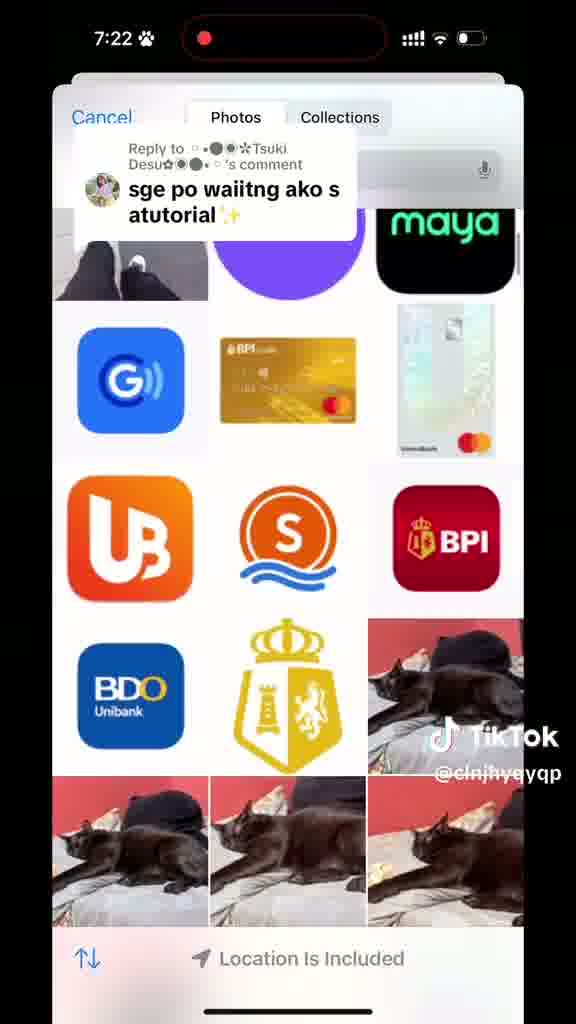 7:22
Cancel
Photos
Collections
Reply to ◦•●◉✿Tsuki
Desu✿◉●•◦'s comment
sge po waiitng ako s
atutorial✨
maya
G
BPI
UB
S
BPI
BDO
Unibank
TikTok
@clnjhyqyqp
Location Is Included